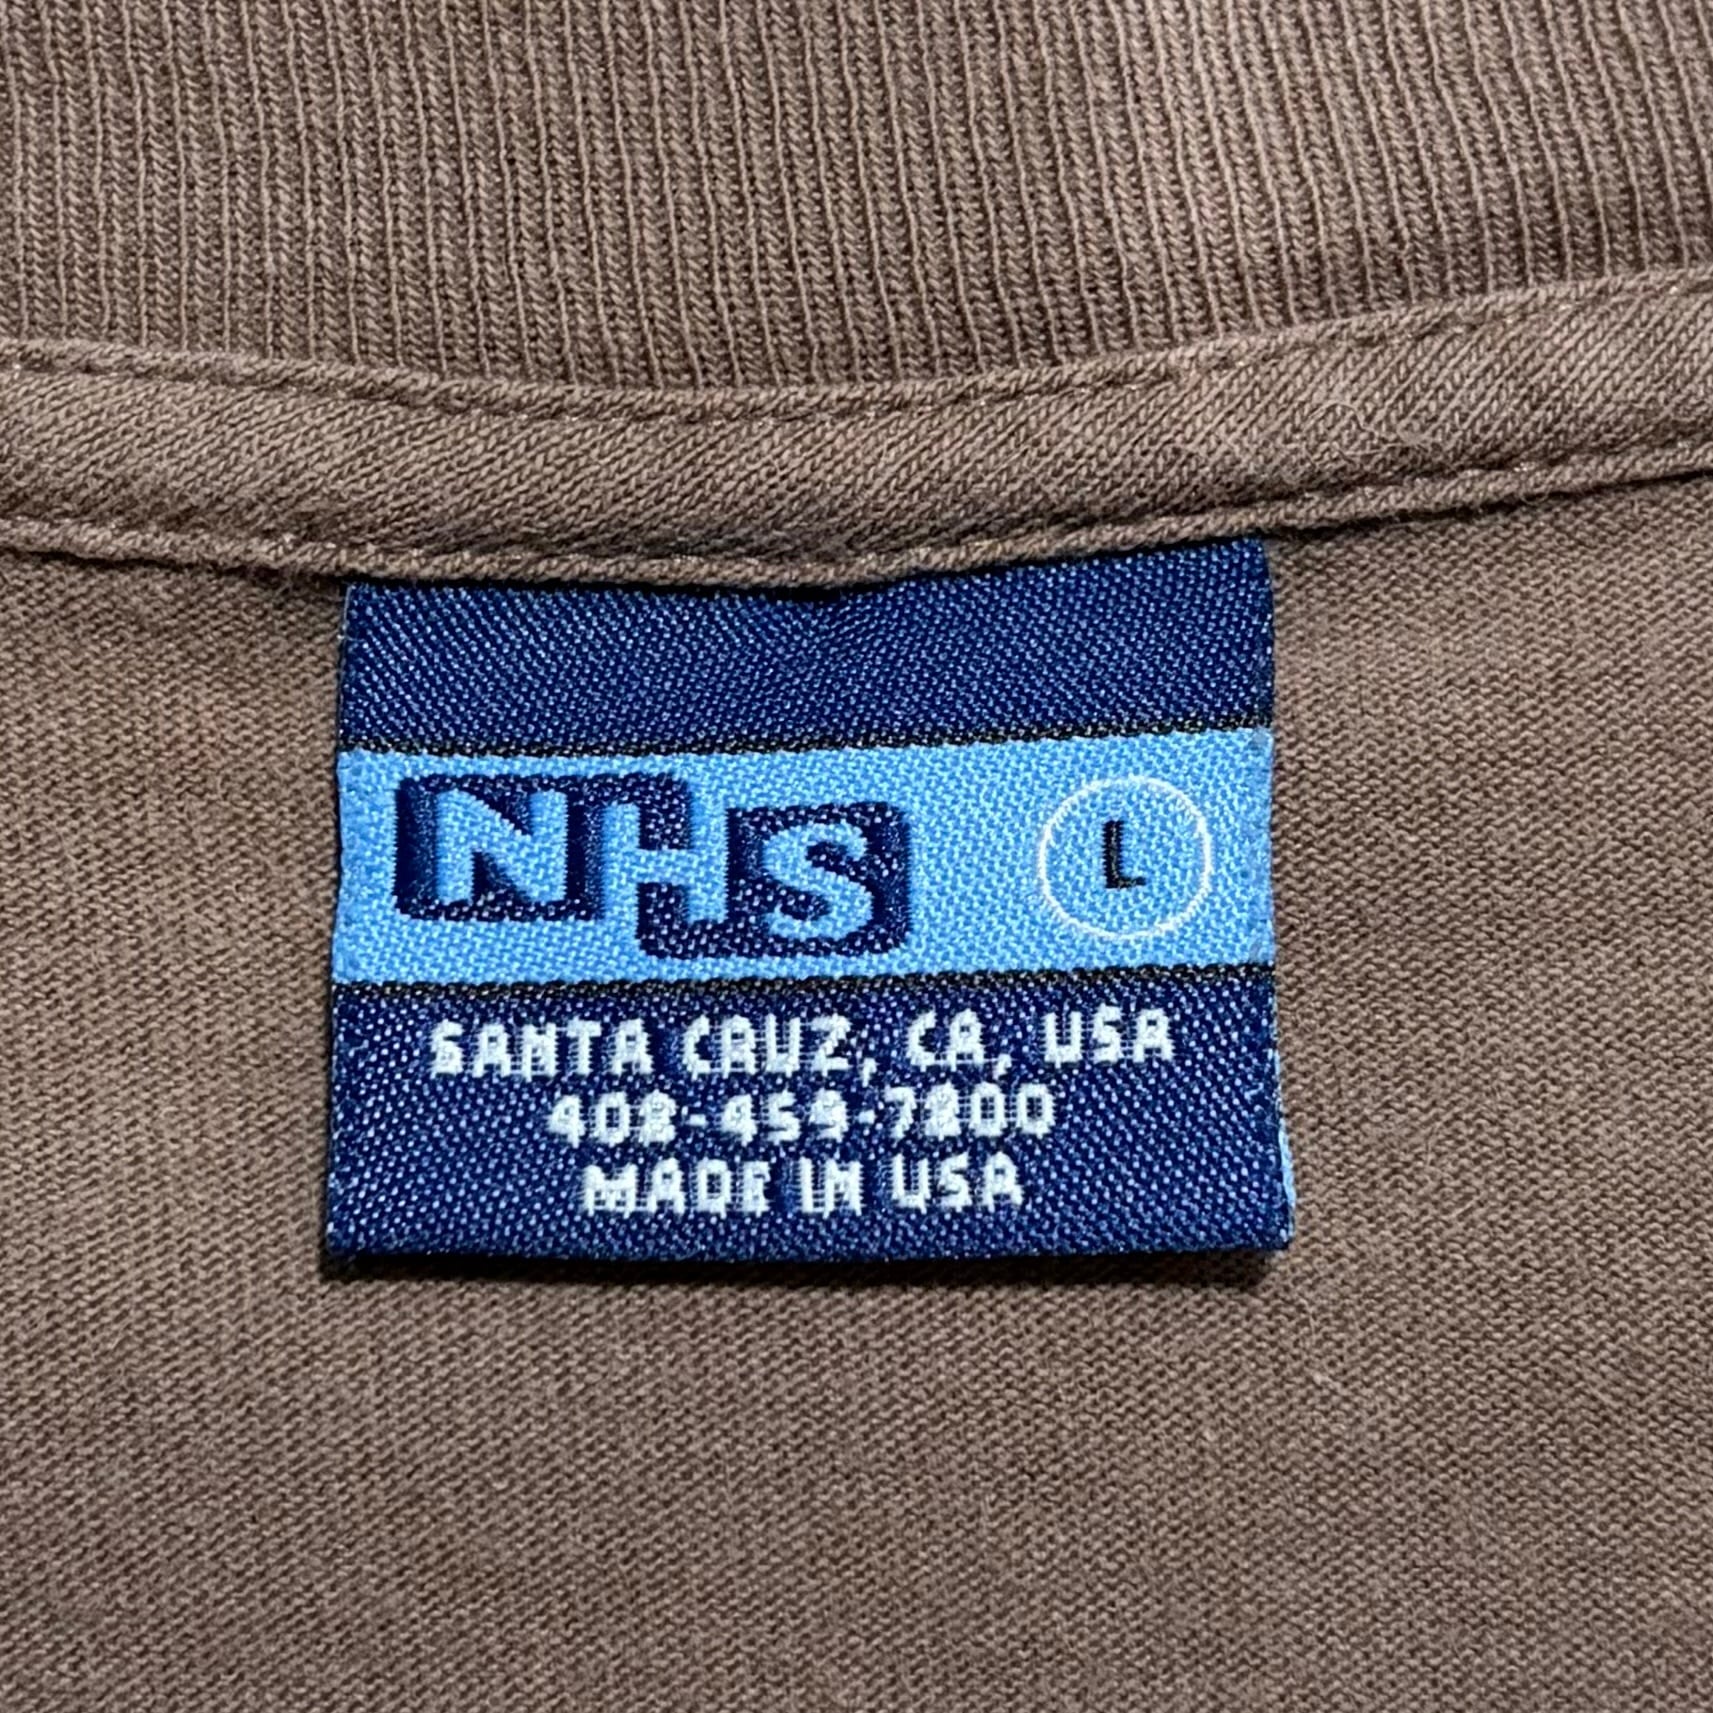 NHS L
SANTA CRUZ, CA, USA
408-459-7800
MADE IN USA